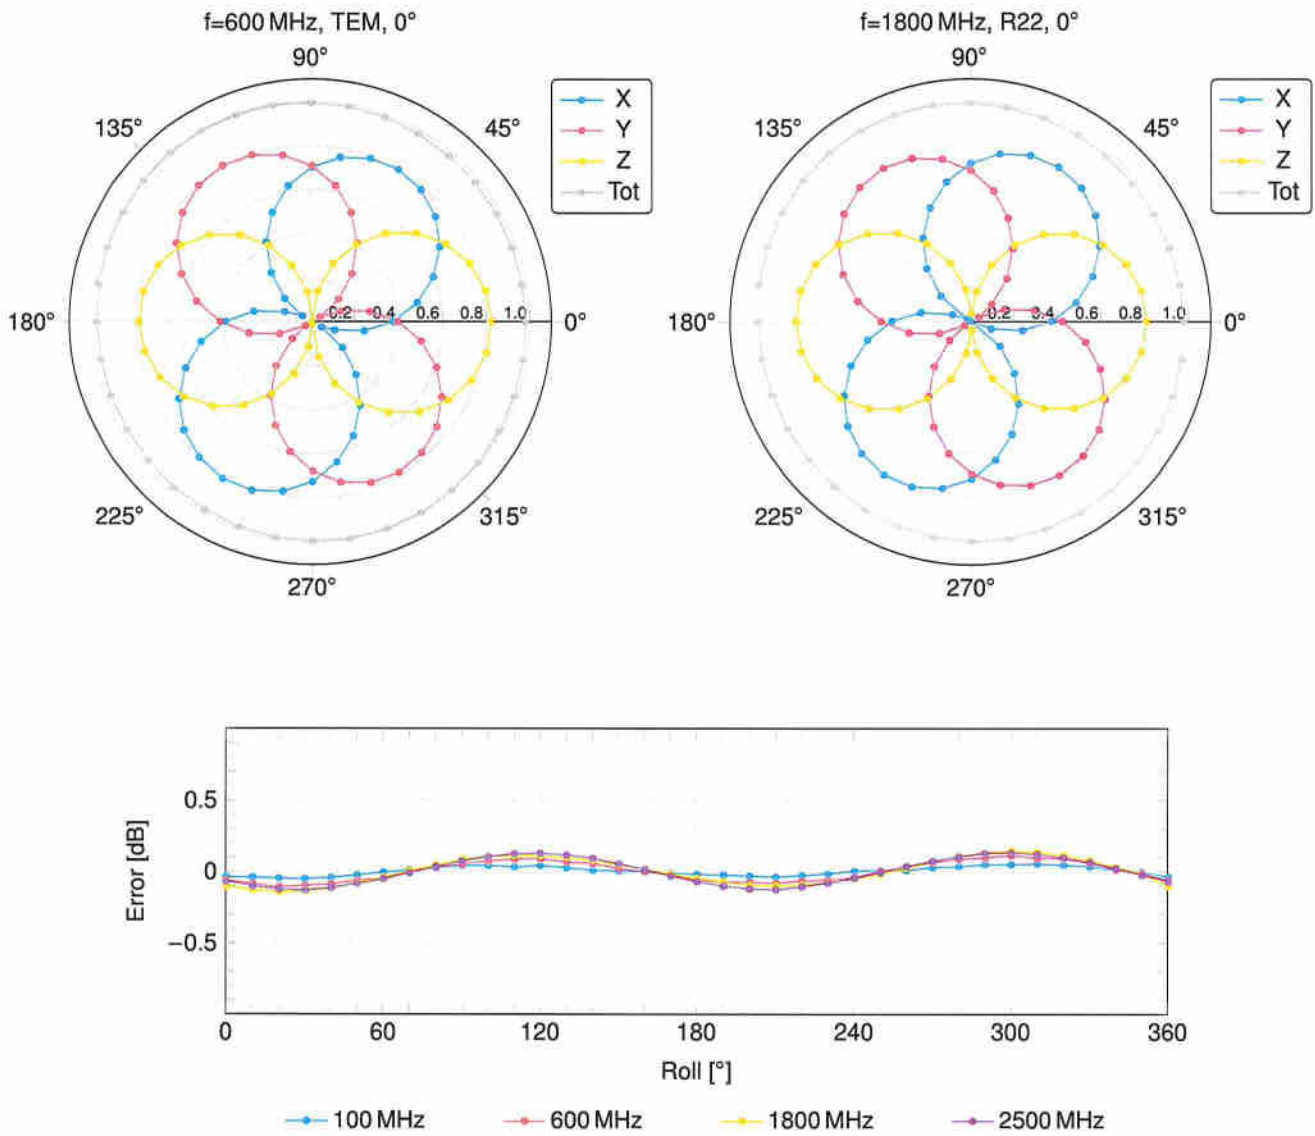 f=600 MHz, TEM, 0°
f=1800 MHz, R22, 0°
90°
90°
135°
45°
X
Y
Z
Tot
135°
45°
X
Y
Z
Tot
180°
0.2 0.4 0.6 0.8 1.0
0°
180°
0.2 0.4 0.6 0.8 1.0
0°
225°
315°
225°
315°
270°
270°
0.5
0
−0.5
Error [dB]
0 60 120 180 240 300 360
Roll [°]
100 MHz 600 MHz 1800 MHz 2500 MHz